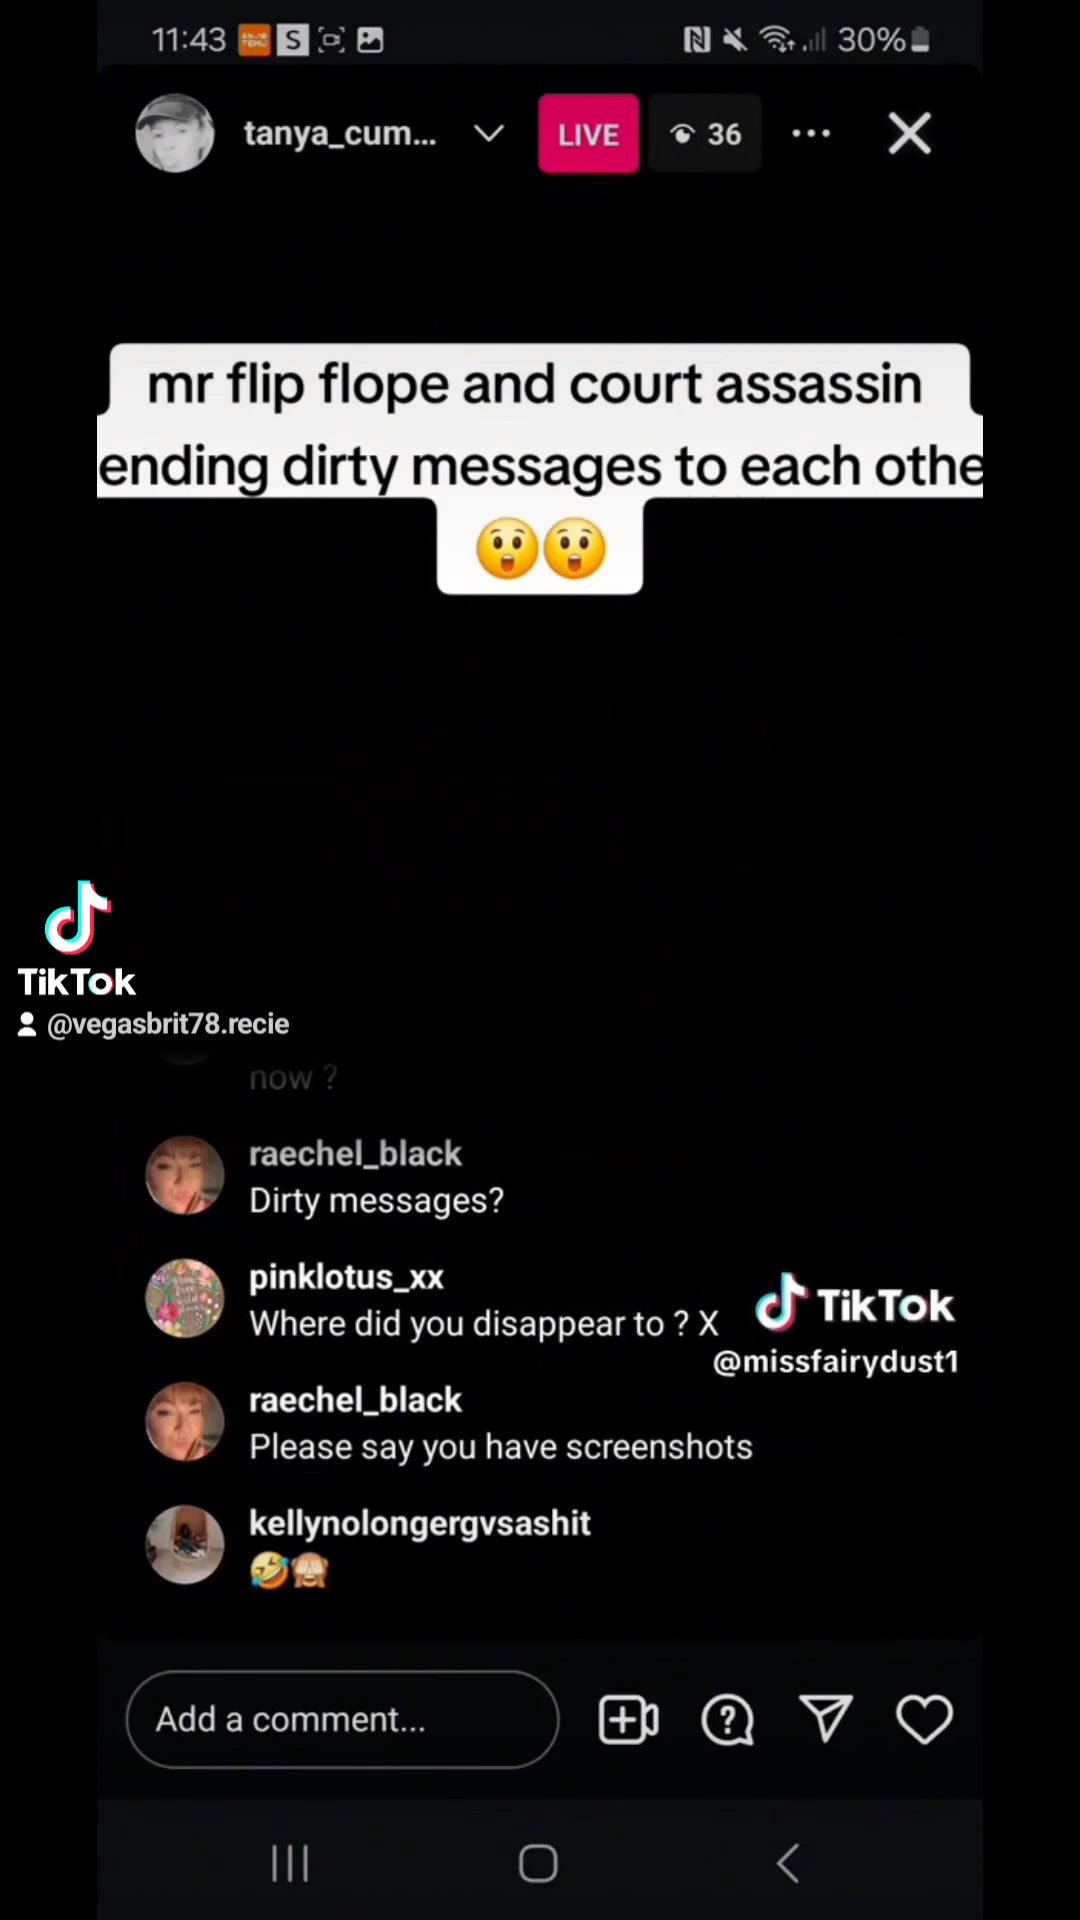 11:43
TEMU
S
30%
tanya_cum...
LIVE
36
mr flip flope and court assassin
ending dirty messages to each othe
😲😲
TikTok
@vegasbrit78.recie
now ?
raechel_black
Dirty messages?
pinklotus_xx
Where did you disappear to ? X
TikTok
@missfairydust1
raechel_black
Please say you have screenshots
kellynolongergvsashit
🤣🙈
Add a comment...